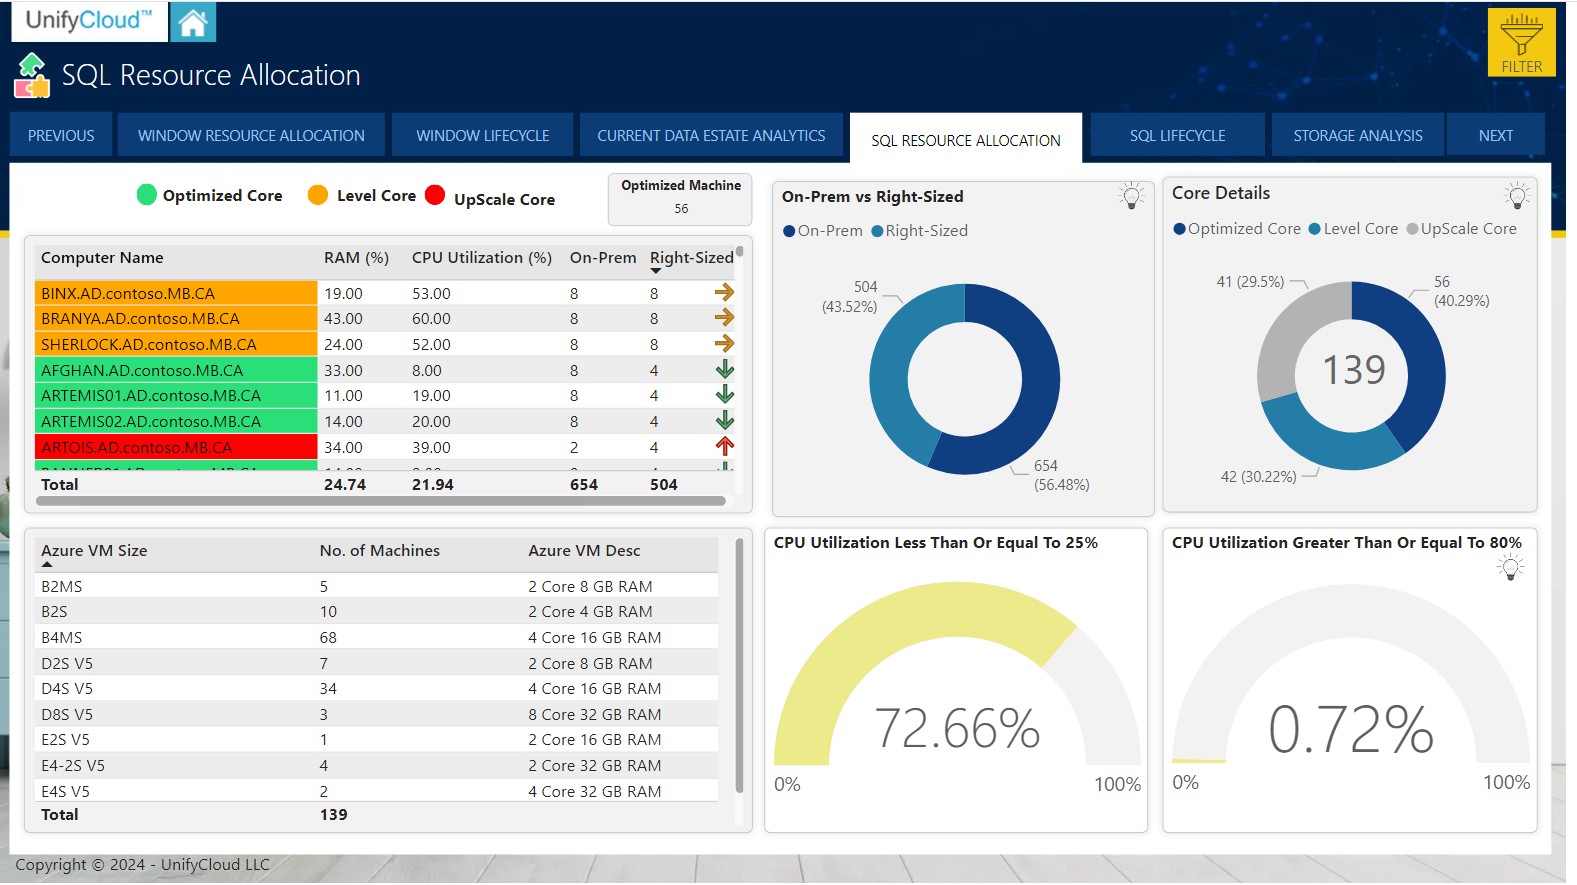 UnifyCloud™
FILTER
SQL Resource Allocation
PREVIOUS
WINDOW RESOURCE ALLOCATION
WINDOW LIFECYCLE
CURRENT DATA ESTATE ANALYTICS
SQL RESOURCE ALLOCATION
SQL LIFECYCLE
STORAGE ANALYSIS
NEXT
Optimized Core
Level Core
UpScale Core
Optimized Machine
56
Computer Name RAM (%) CPU Utilization (%) On-Prem Right-Sized
BINX.AD.contoso.MB.CA 19.00 53.00 8 8
BRANYA.AD.contoso.MB.CA 43.00 60.00 8 8
SHERLOCK.AD.contoso.MB.CA 24.00 52.00 8 8
AFGHAN.AD.contoso.MB.CA 33.00 8.00 8 4
ARTEMIS01.AD.contoso.MB.CA 11.00 19.00 8 4
ARTEMIS02.AD.contoso.MB.CA 14.00 20.00 8 4
ARTOIS.AD.contoso.MB.CA 34.00 39.00 2 4
Total 24.74 21.94 654 504
On-Prem vs Right-Sized
On-Prem Right-Sized
504
(43.52%)
654
(56.48%)
Core Details
Optimized Core Level Core UpScale Core
41 (29.5%)
56
(40.29%)
139
42 (30.22%)
Azure VM Size No. of Machines Azure VM Desc
B2MS 5 2 Core 8 GB RAM
B2S 10 2 Core 4 GB RAM
B4MS 68 4 Core 16 GB RAM
D2S V5 7 2 Core 8 GB RAM
D4S V5 34 4 Core 16 GB RAM
D8S V5 3 8 Core 32 GB RAM
E2S V5 1 2 Core 16 GB RAM
E4-2S V5 4 2 Core 32 GB RAM
E4S V5 2 4 Core 32 GB RAM
Total 139
CPU Utilization Less Than Or Equal To 25%
72.66%
0% 100%
CPU Utilization Greater Than Or Equal To 80%
0.72%
0% 100%
Copyright © 2024 - UnifyCloud LLC